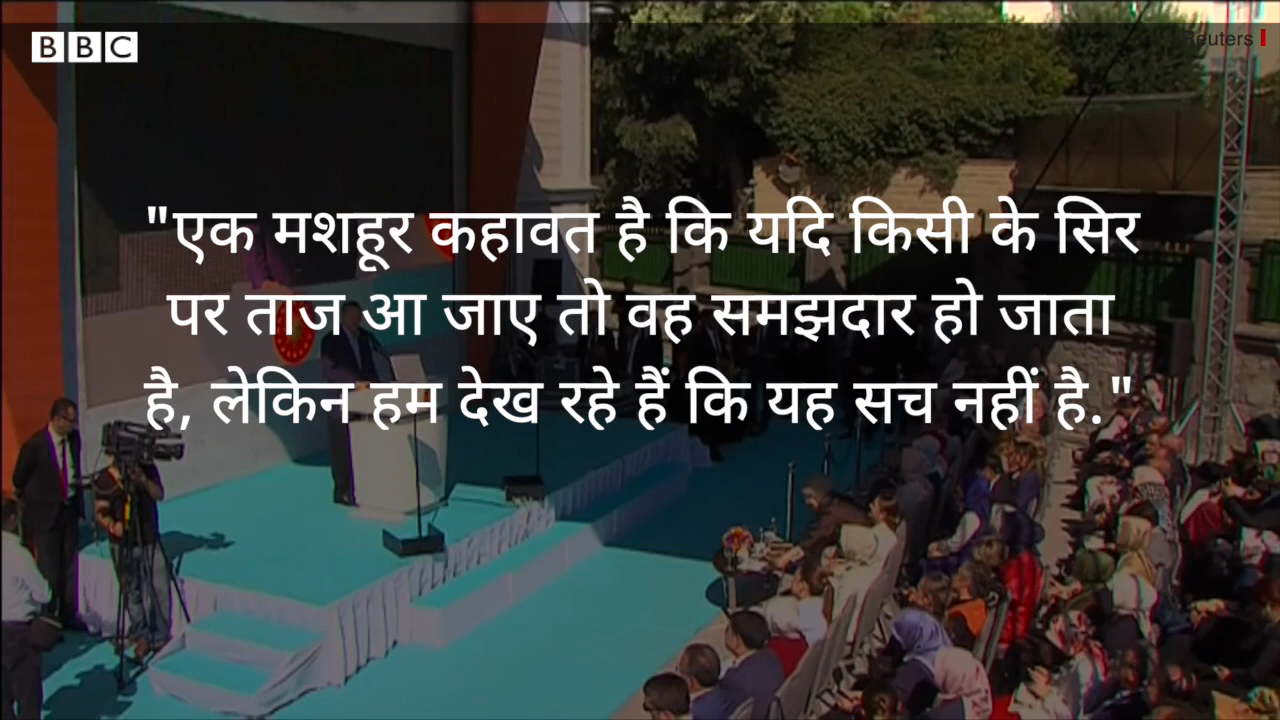 BBC
Reuters
"एक मशहूर कहावत है कि यदि किसी के सिर
पर ताज आ जाए तो वह समझदार हो जाता
है, लेकिन हम देख रहे हैं कि यह सच नहीं है."